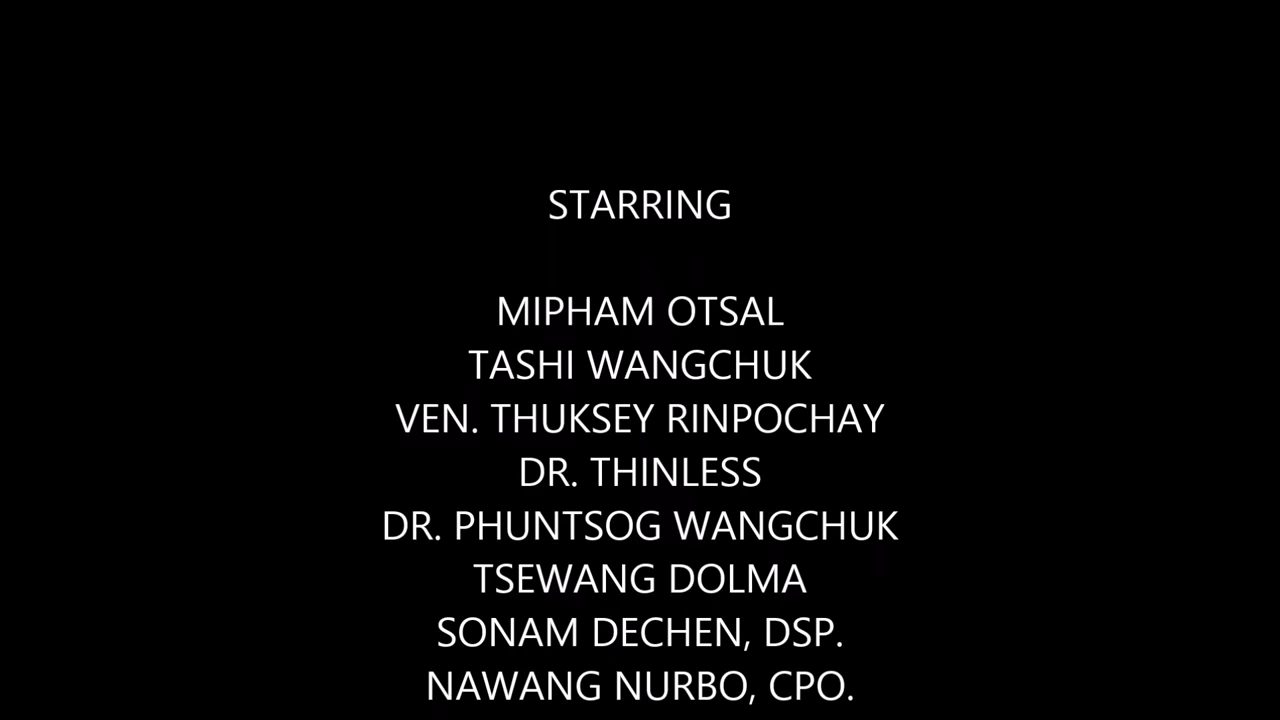 STARRING
MIPHAM OTSAL
TASHI WANGCHUK
VEN. THUKSEY RINPOCHAY
DR. THINLESS
DR. PHUNTSOG WANGCHUK
TSEWANG DOLMA
SONAM DECHEN, DSP.
NAWANG NURBO, CPO.